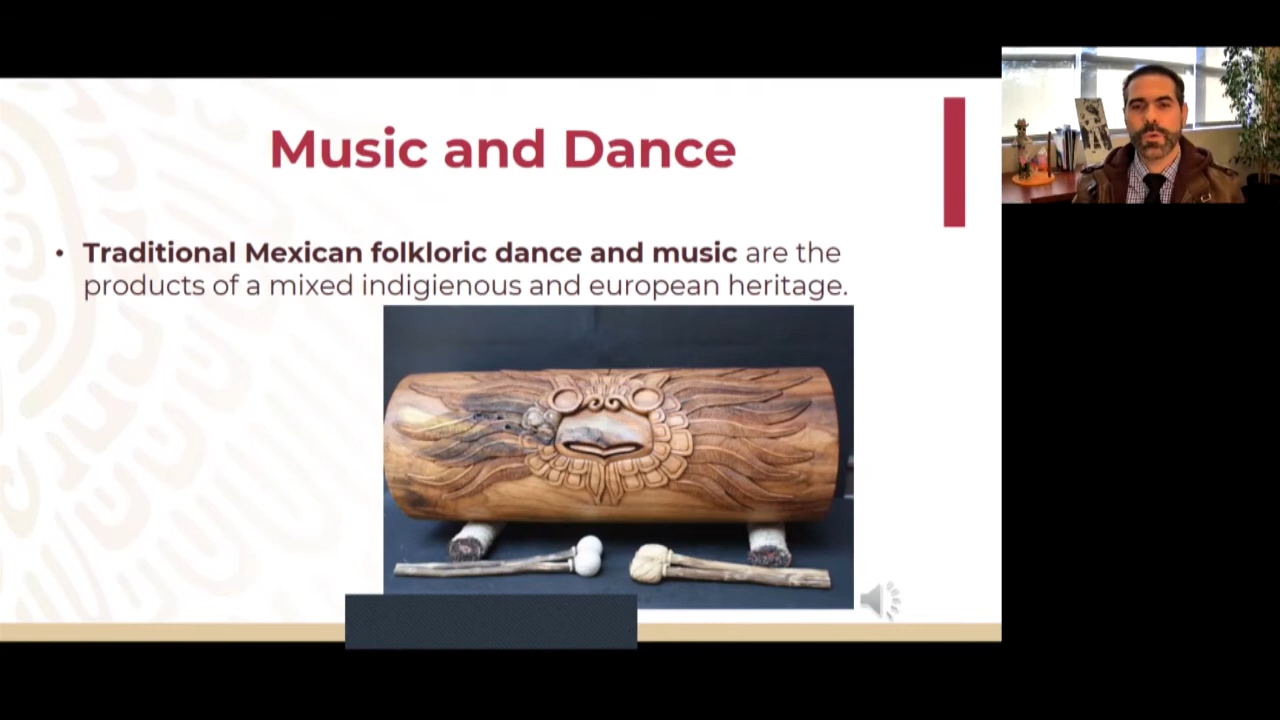 Music and Dance
• Traditional Mexican folkloric dance and music are the
products of a mixed indigienous and european heritage.